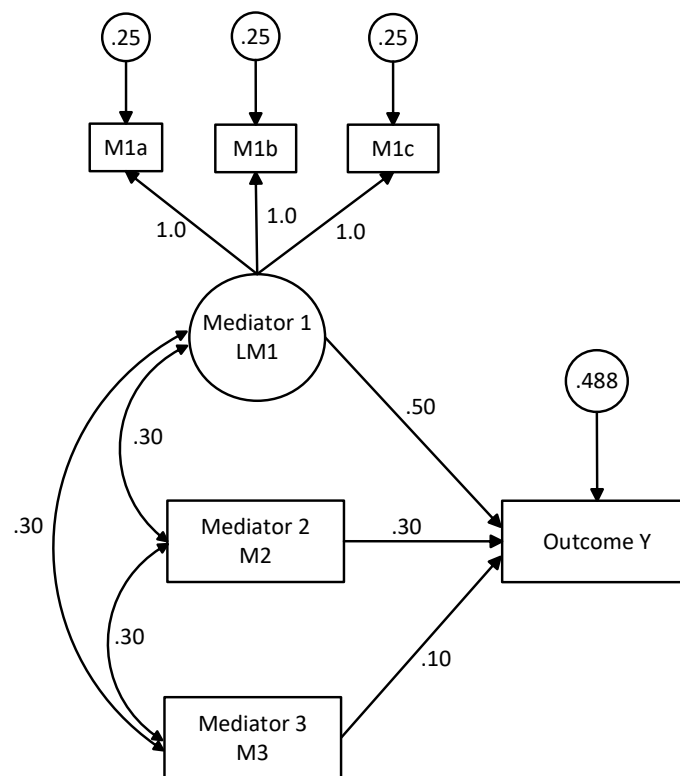 .25
.25
.25
M1a
M1b
M1c
1.0
1.0
1.0
Mediator 1
LM1
.488
.50
.30
.30
Mediator 2
M2
.30
Outcome Y
.30
.10
Mediator 3
M3